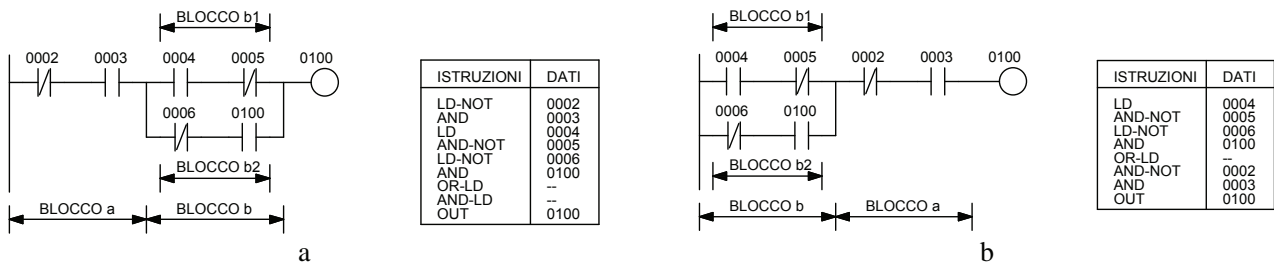 BLOCCO b1
0002 0003 0004 0005 0100
0006 0100
BLOCCO b2
BLOCCO a BLOCCO b
ISTRUZIONI DATI
LD-NOT 0002
AND 0003
LD 0004
AND-NOT 0005
LD-NOT 0006
AND 0100
OR-LD --
AND-LD --
OUT 0100
a
BLOCCO b1
0004 0005 0002 0003 0100
0006 0100
BLOCCO b2
BLOCCO b BLOCCO a
ISTRUZIONI DATI
LD 0004
AND-NOT 0005
LD-NOT 0006
AND 0100
OR-LD --
AND-NOT 0002
AND 0003
OUT 0100
b